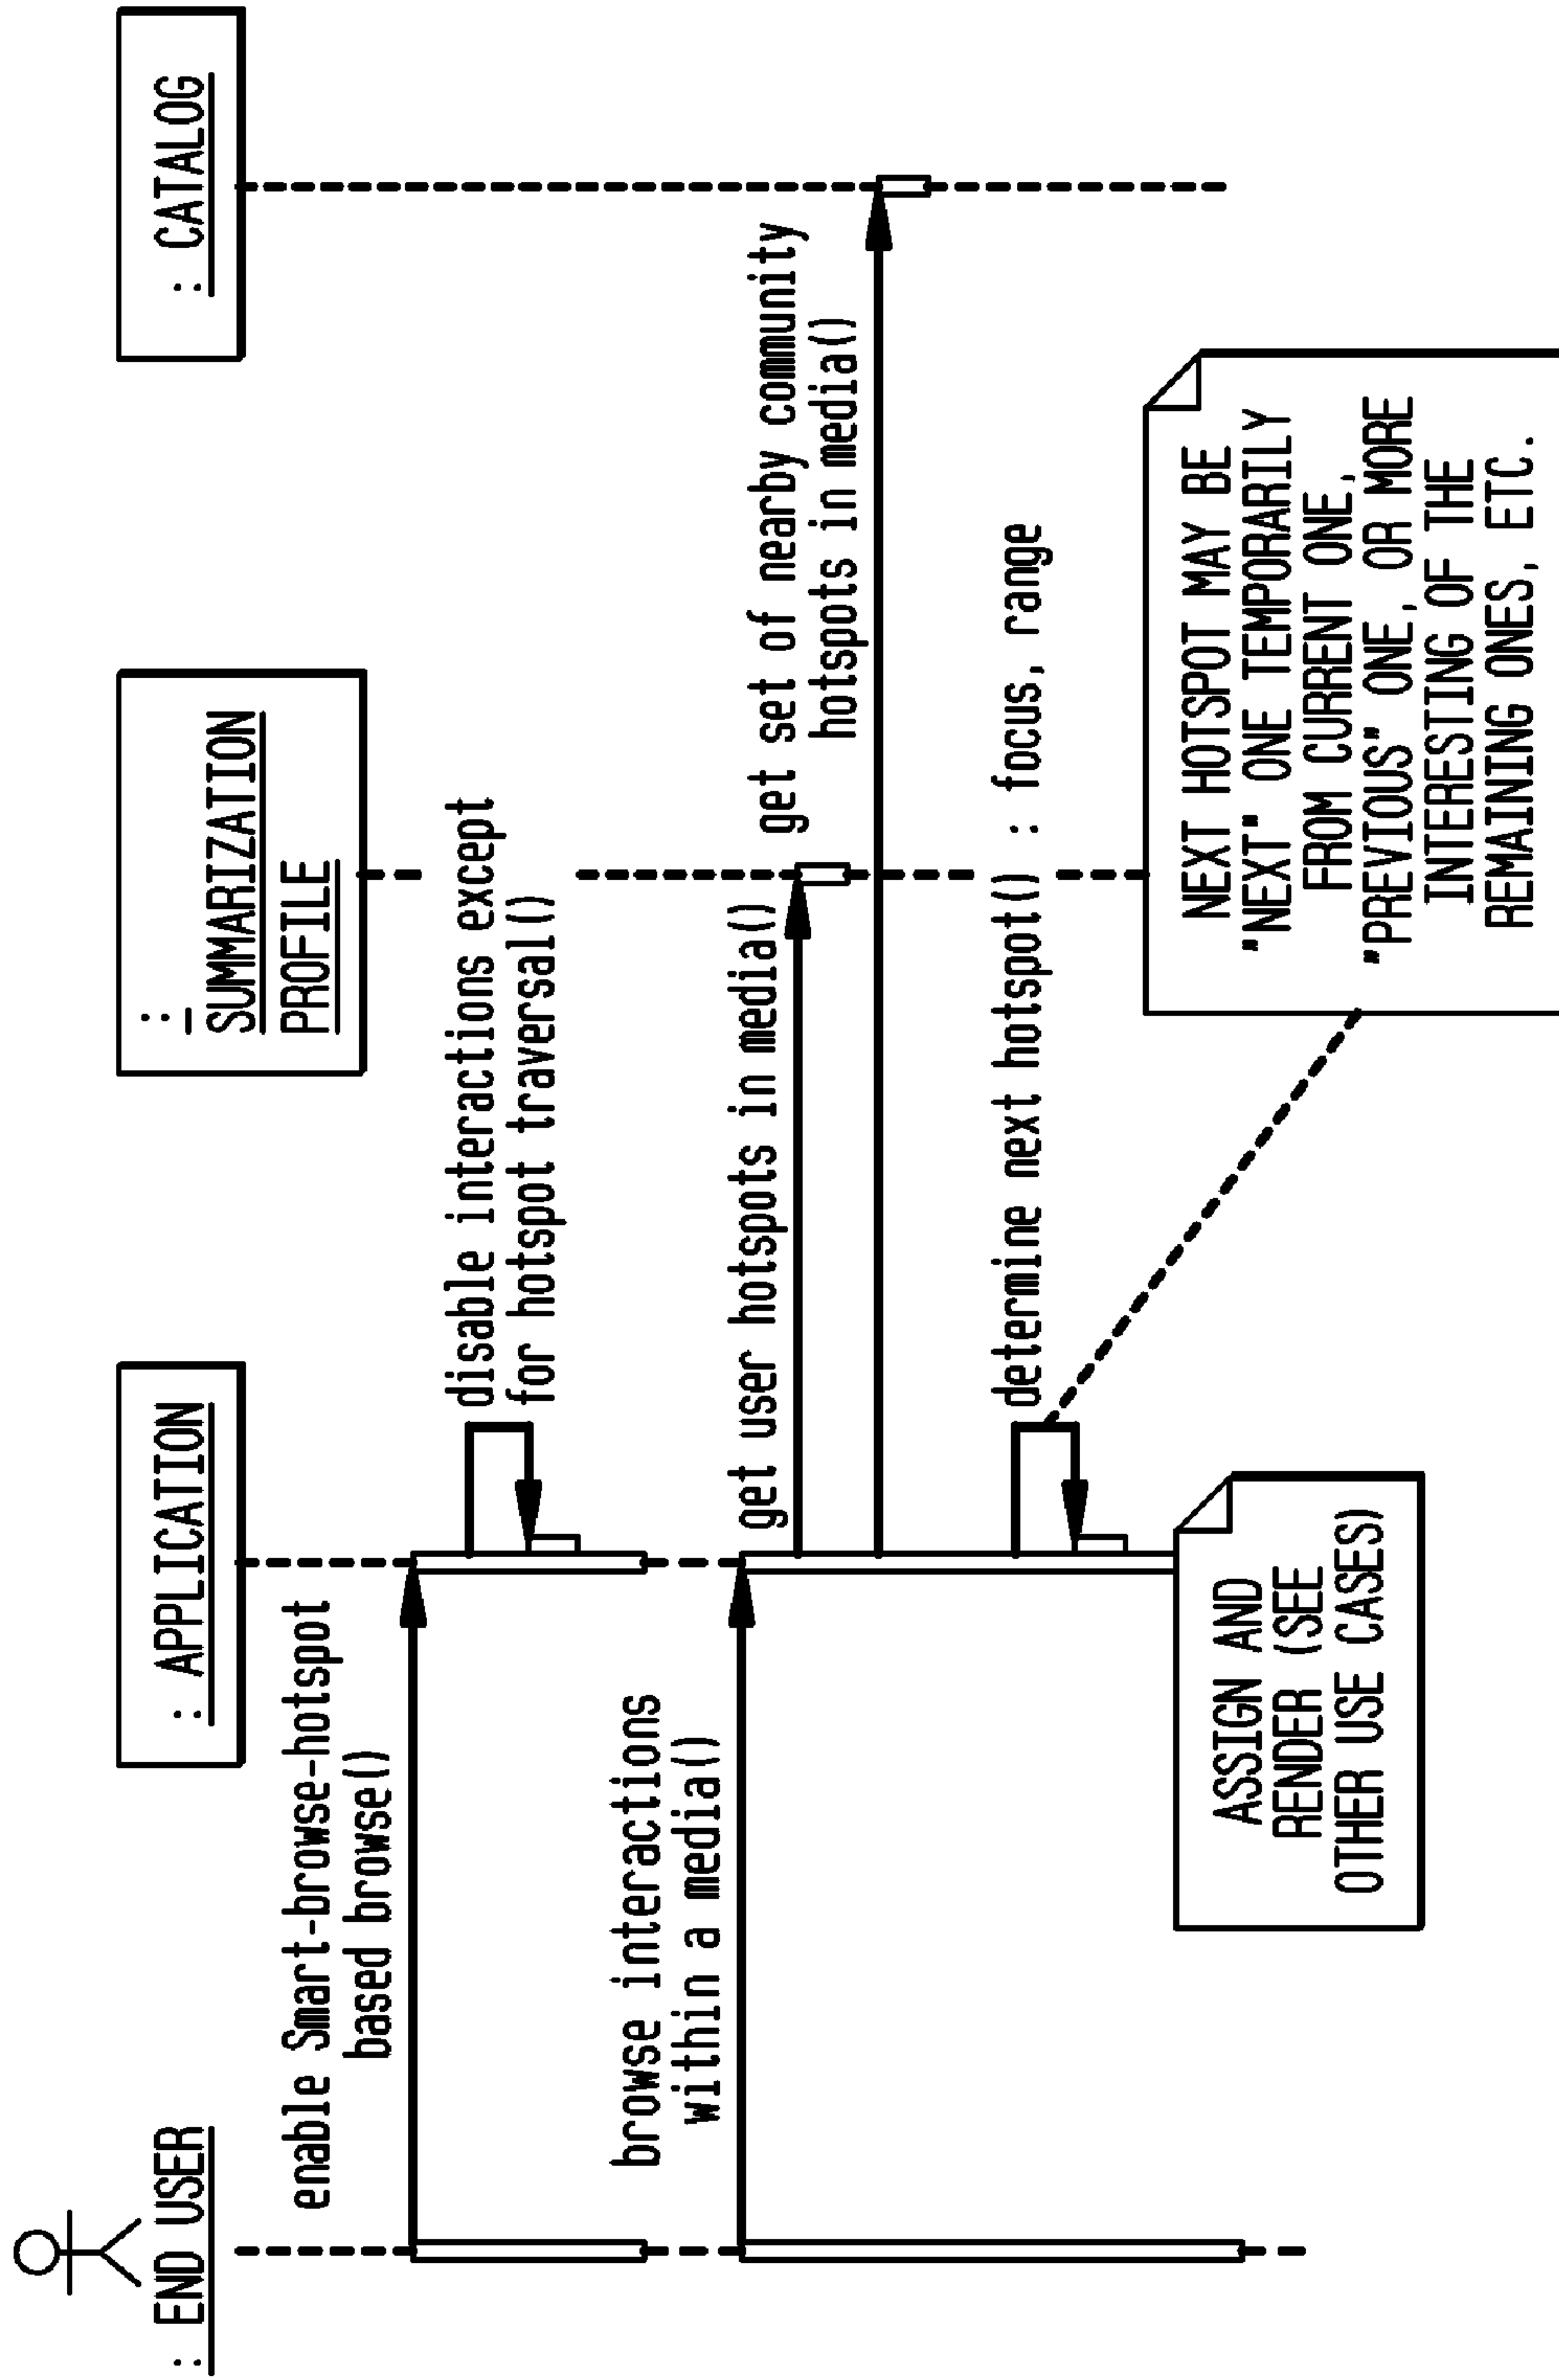 : END USER
: APPLICATION
:
SUMMARIZATION
PROFILE
: CATALOG
enable Smart-browse-hotspot
based browse()
disable interactions except
for hotspot traversal()
browse interactions
within a media()
get user hotspots in media()
get set of nearby community
hotspots in media()
determine next hotspot() : focus, range
ASSIGN AND
RENDER (SEE
OTHER USE CASES)
NEXT HOTSPOT MAY BE
"NEXT" ONE TEMPORARILY
FROM CURRENT ONE,
"PREVIOUS" ONE, OR MORE
INTERESTING OF THE
REMAINING ONES, ETC.